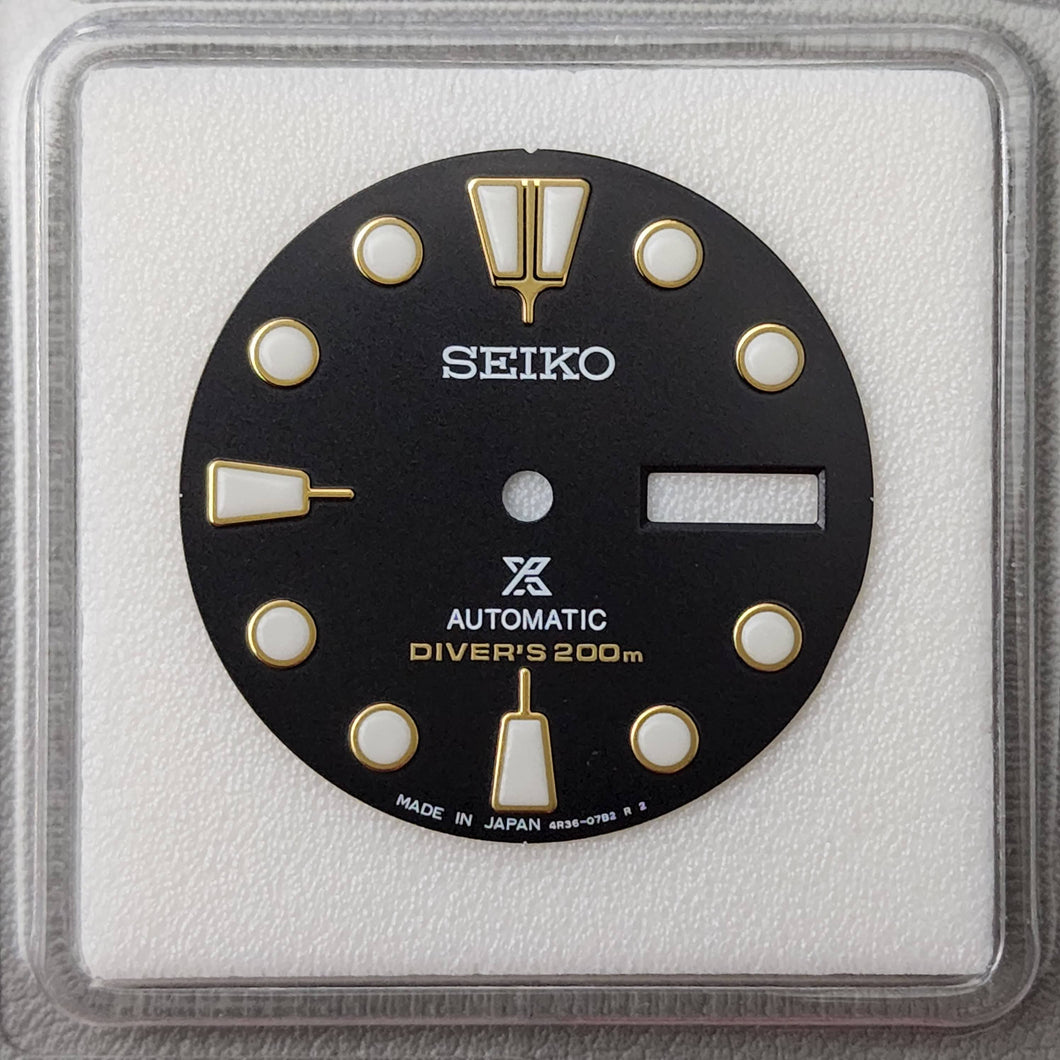 SEIKO
AUTOMATIC
DIVER'S 200m
MADE IN JAPAN 4R36-07B2 R 2